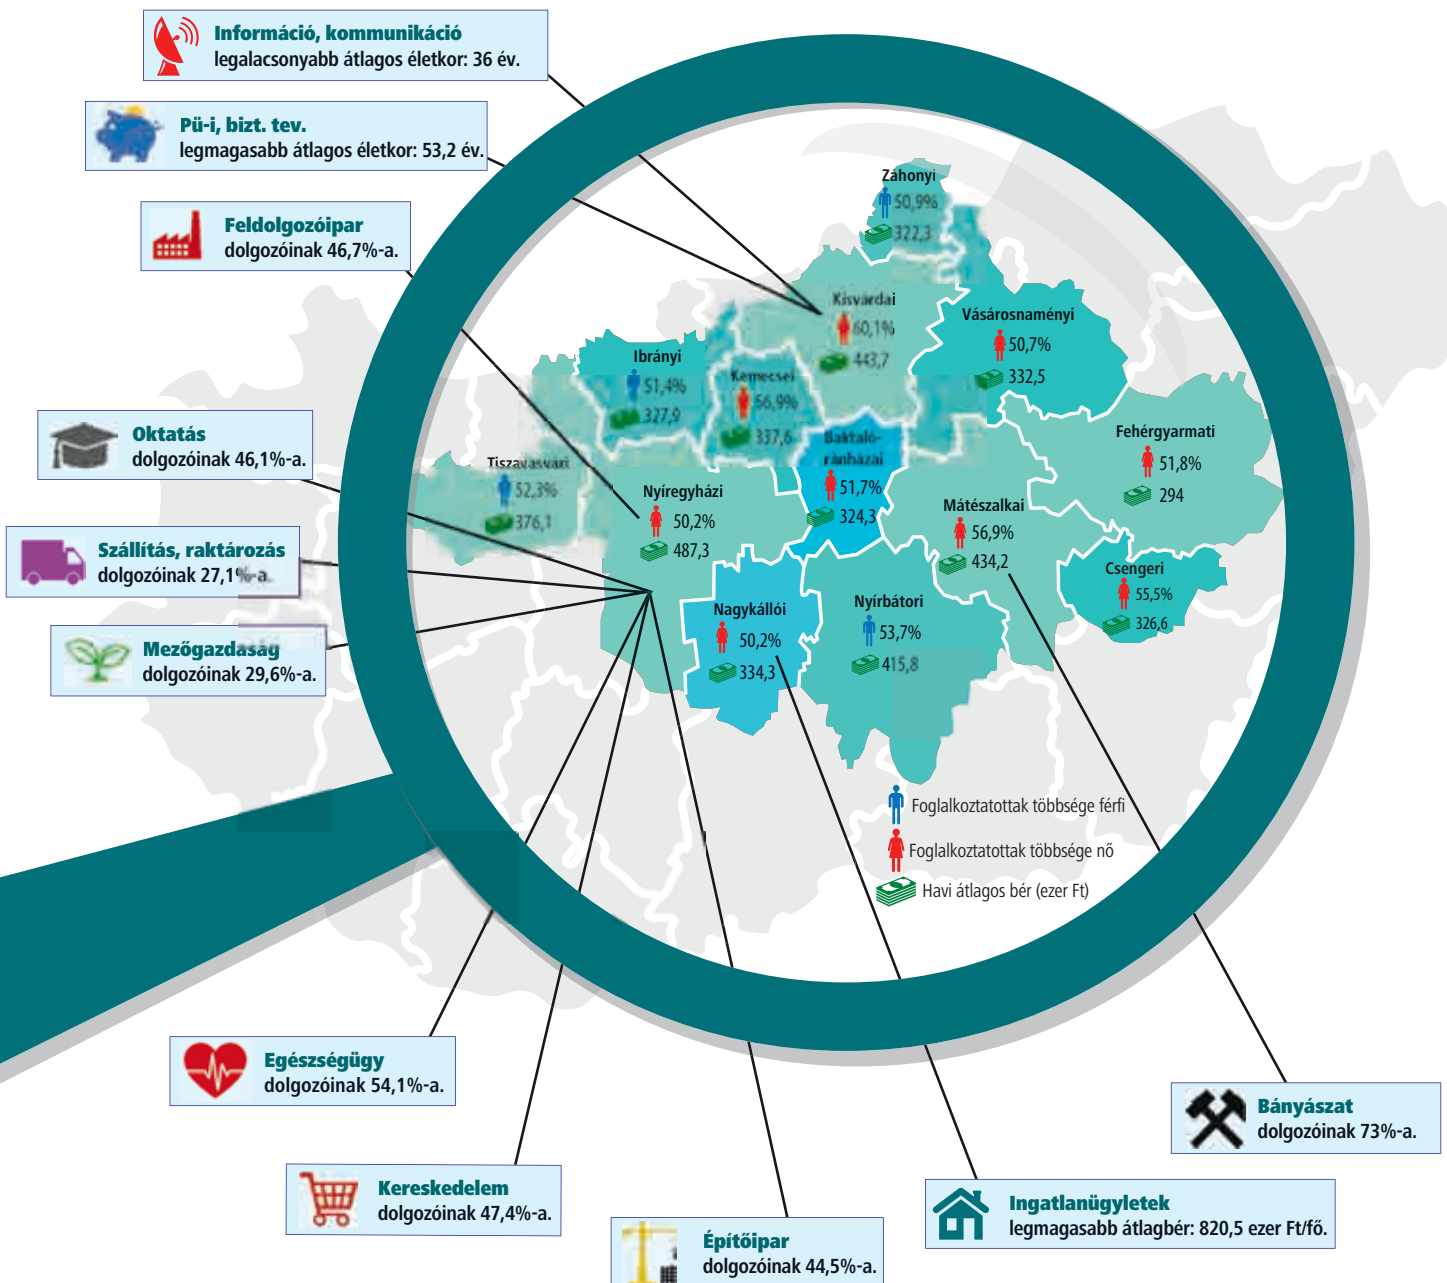 Információ, kommunikáció
legalacsonyabb átlagos életkor: 36 év.
Pü-i, bizt. tev.
legmagasabb átlagos életkor: 53,2 év.
Feldolgozóipar
dolgozóinak 46,7%-a.
Oktatás
dolgozóinak 46,1%-a.
Szállítás, raktározás
dolgozóinak 27,1%-a.
Mezőgazdaság
dolgozóinak 29,6%-a.
Záhonyi
50,9%
322,3
Kisvárdai
60,1%
443,7
Vásárosnaményi
50,7%
332,5
Ibrányi
51,4%
327,9
Kemecsei
56,9%
337,6
Baktaló-
ránházai
51,7%
324,3
Fehérgyarmati
51,8%
294
Tiszavasvári
52,3%
376,1
Nyíregyházi
50,2%
487,3
Mátészalkai
56,9%
434,2
Csengeri
55,5%
326,6
Nagykállói
50,2%
334,3
Nyírbátori
53,7%
415,8
Foglalkoztatottak többsége férfi
Foglalkoztatottak többsége nő
Havi átlagos bér (ezer Ft)
Egészségügy
dolgozóinak 54,1%-a.
Kereskedelem
dolgozóinak 47,4%-a.
Építőipar
dolgozóinak 44,5%-a.
Ingatlanügyletek
legmagasabb átlagbér: 820,5 ezer Ft/fő.
Bányászat
dolgozóinak 73%-a.